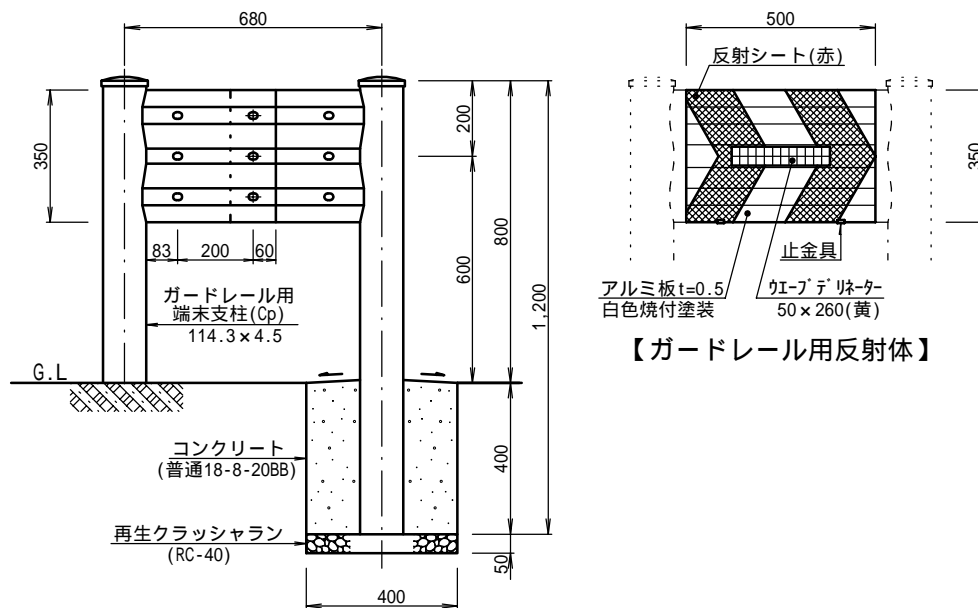 680
500
反射シート(赤)
350
200
600
800
1,200
83
200
60
ガードレール用
端末支柱(Cp)
114.3×4.5
G.L
コンクリート
(普通18-8-20BB)
再生クラッシャラン
(RC-40)
400
50
400
350
止金具
アルミ板t=0.5
白色焼付塗装
ウエーブデリネーター
50×260(黄)
【ガードレール用反射体】